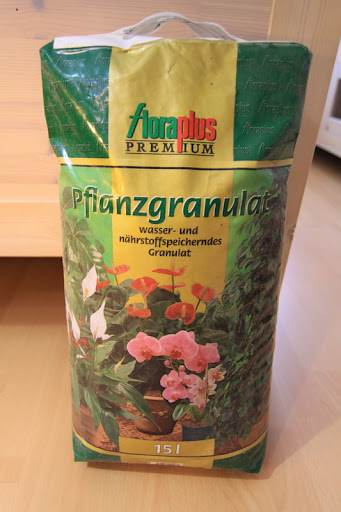 floraplus
PREMIUM
Pflanzgranulat
wasser- und
nährstoffspeicherndes
Granulat
15 l